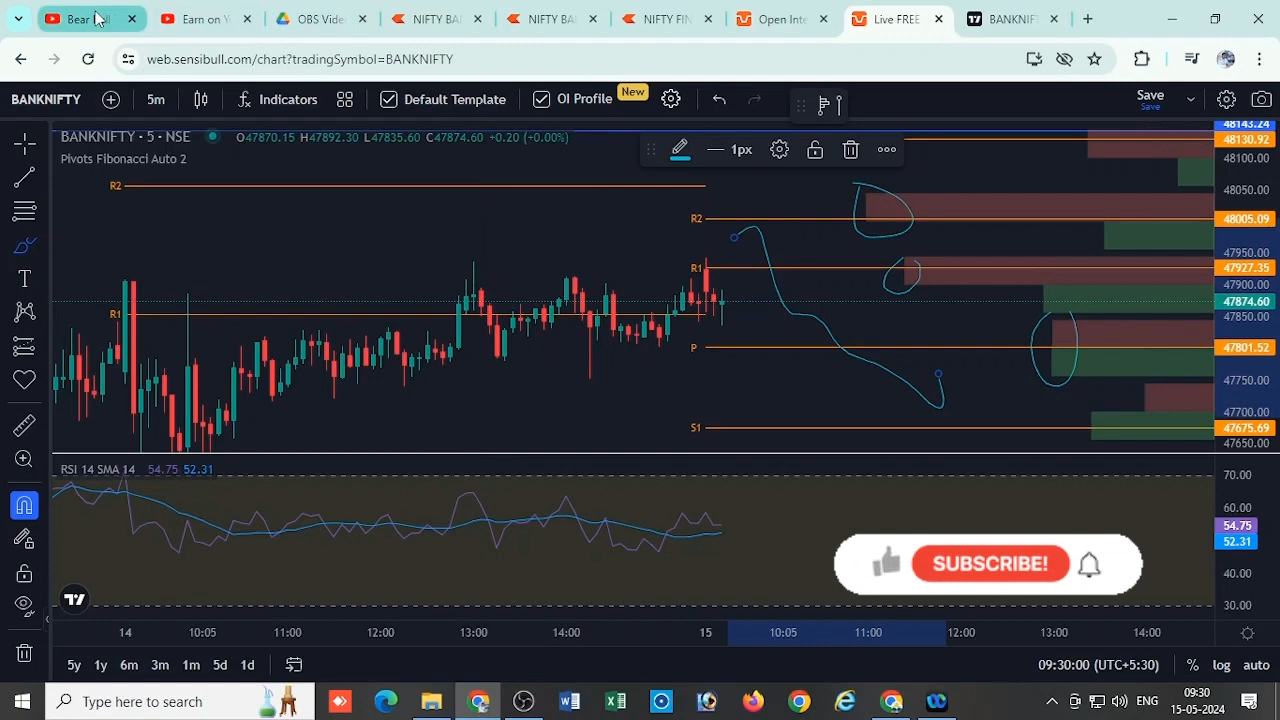 Bear
Earn on Y
OBS Vide
NIFTY BA
NIFTY BA
NIFTY FIN
Open Inte
Live FREE
BANKNIFT
web.sensibull.com/chart?tradingSymbol=BANKNIFTY
BANKNIFTY
5m
Indicators
Default Template
OI Profile
New
Save
Save
BANKNIFTY · 5 · NSE
O47870.15 H47892.30 L47835.60 C47874.60 +0.20 (+0.00%)
Pivots Fibonacci Auto 2
1px
R2
R1
R2
R1
P
S1
48143.24
48130.92
48100.00
48050.00
48005.09
47950.00
47927.35
47900.00
47874.60
47850.00
47801.52
47750.00
47700.00
47675.69
47650.00
RSI 14 SMA 14 54.75 52.31
70.00
60.00
54.75
52.31
40.00
30.00
SUBSCRIBE!
14 10:05 11:00 12:00 13:00 14:00 15 10:05 11:00 12:00 13:00 14:00
5y 1y 6m 3m 1m 5d 1d
09:30:00 (UTC+5:30)
% log auto
Type here to search
ENG
09:30
15-05-2024